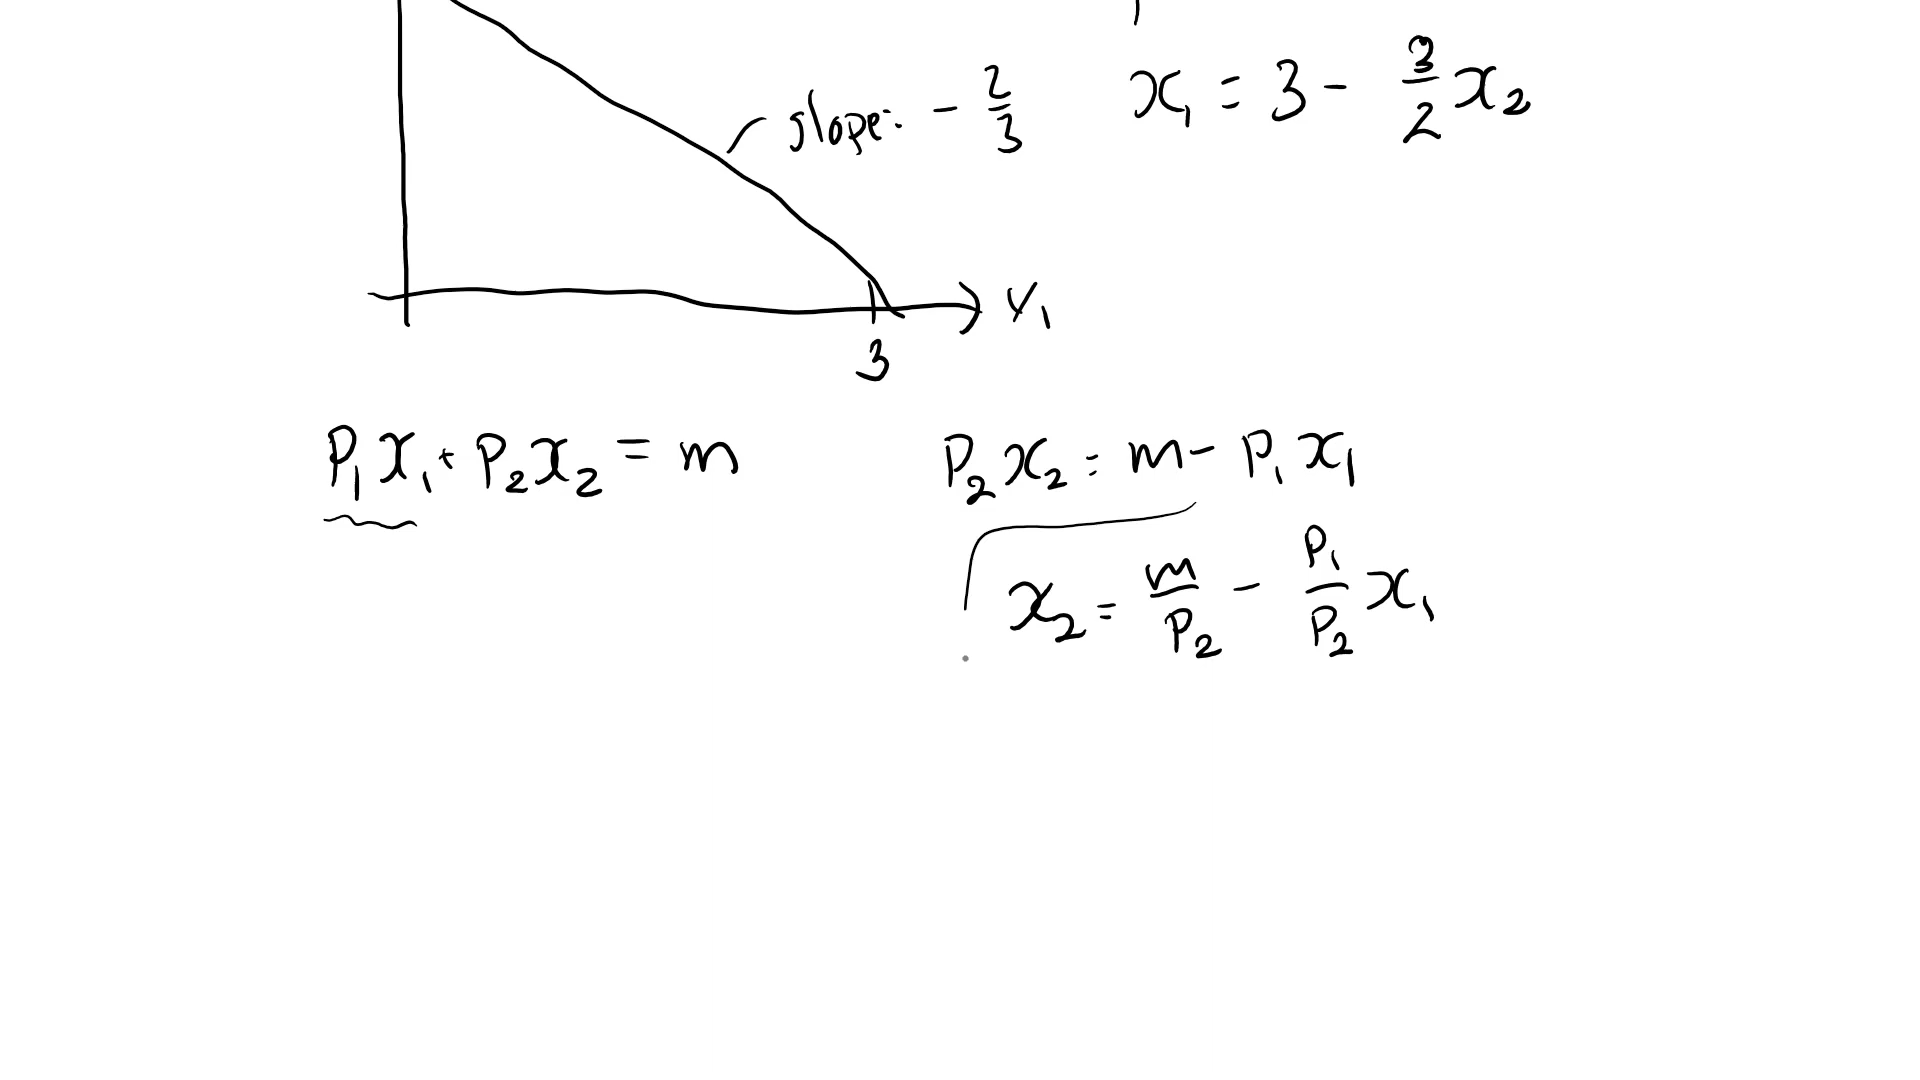 x₁ = 3 - 3/2 x₂
slope: - 2/3
x₁
3
P₁x₁ + P₂x₂ = m
P₂x₂ = m - P₁x₁
x₂ = m/P₂ - P₁/P₂ x₁